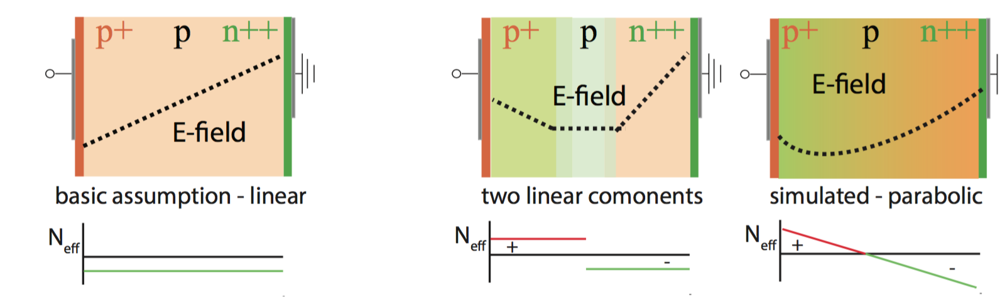 p+ p n++
E-field
basic assumption - linear
N eff
p+ p n++
E-field
two linear comonents
N eff
+
-
p+ p n++
E-field
simulated - parabolic
N eff
+
-